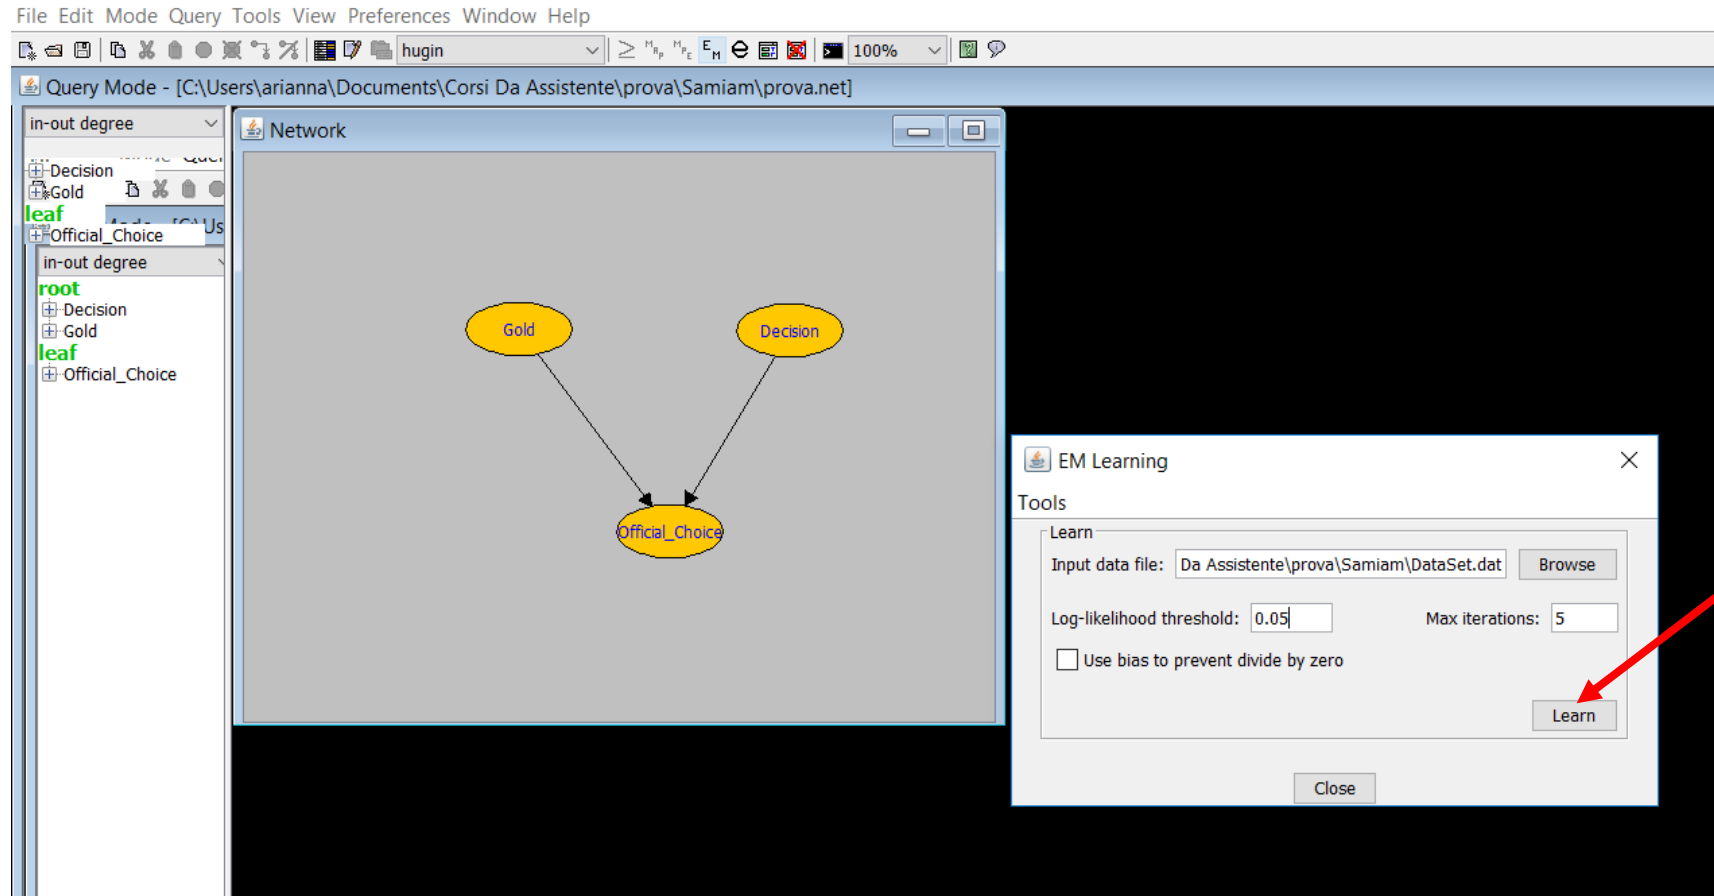 File Edit Mode Query Tools View Preferences Window Help
hugin 100%
Query Mode - [C:\Users\arianna\Documents\Corsi Da Assistente\prova\Samiam\prova.net]
in-out degree
Decision
Gold
leaf
Official_Choice
in-out degree
root
Decision
Gold
leaf
Official_Choice
Network
Gold
Decision
Official_Choice
EM Learning
Tools
Learn
Input data file: Da Assistente\prova\Samiam\DataSet.dat Browse
Log-likelihood threshold: 0.05 Max iterations: 5
Use bias to prevent divide by zero
Learn
Close